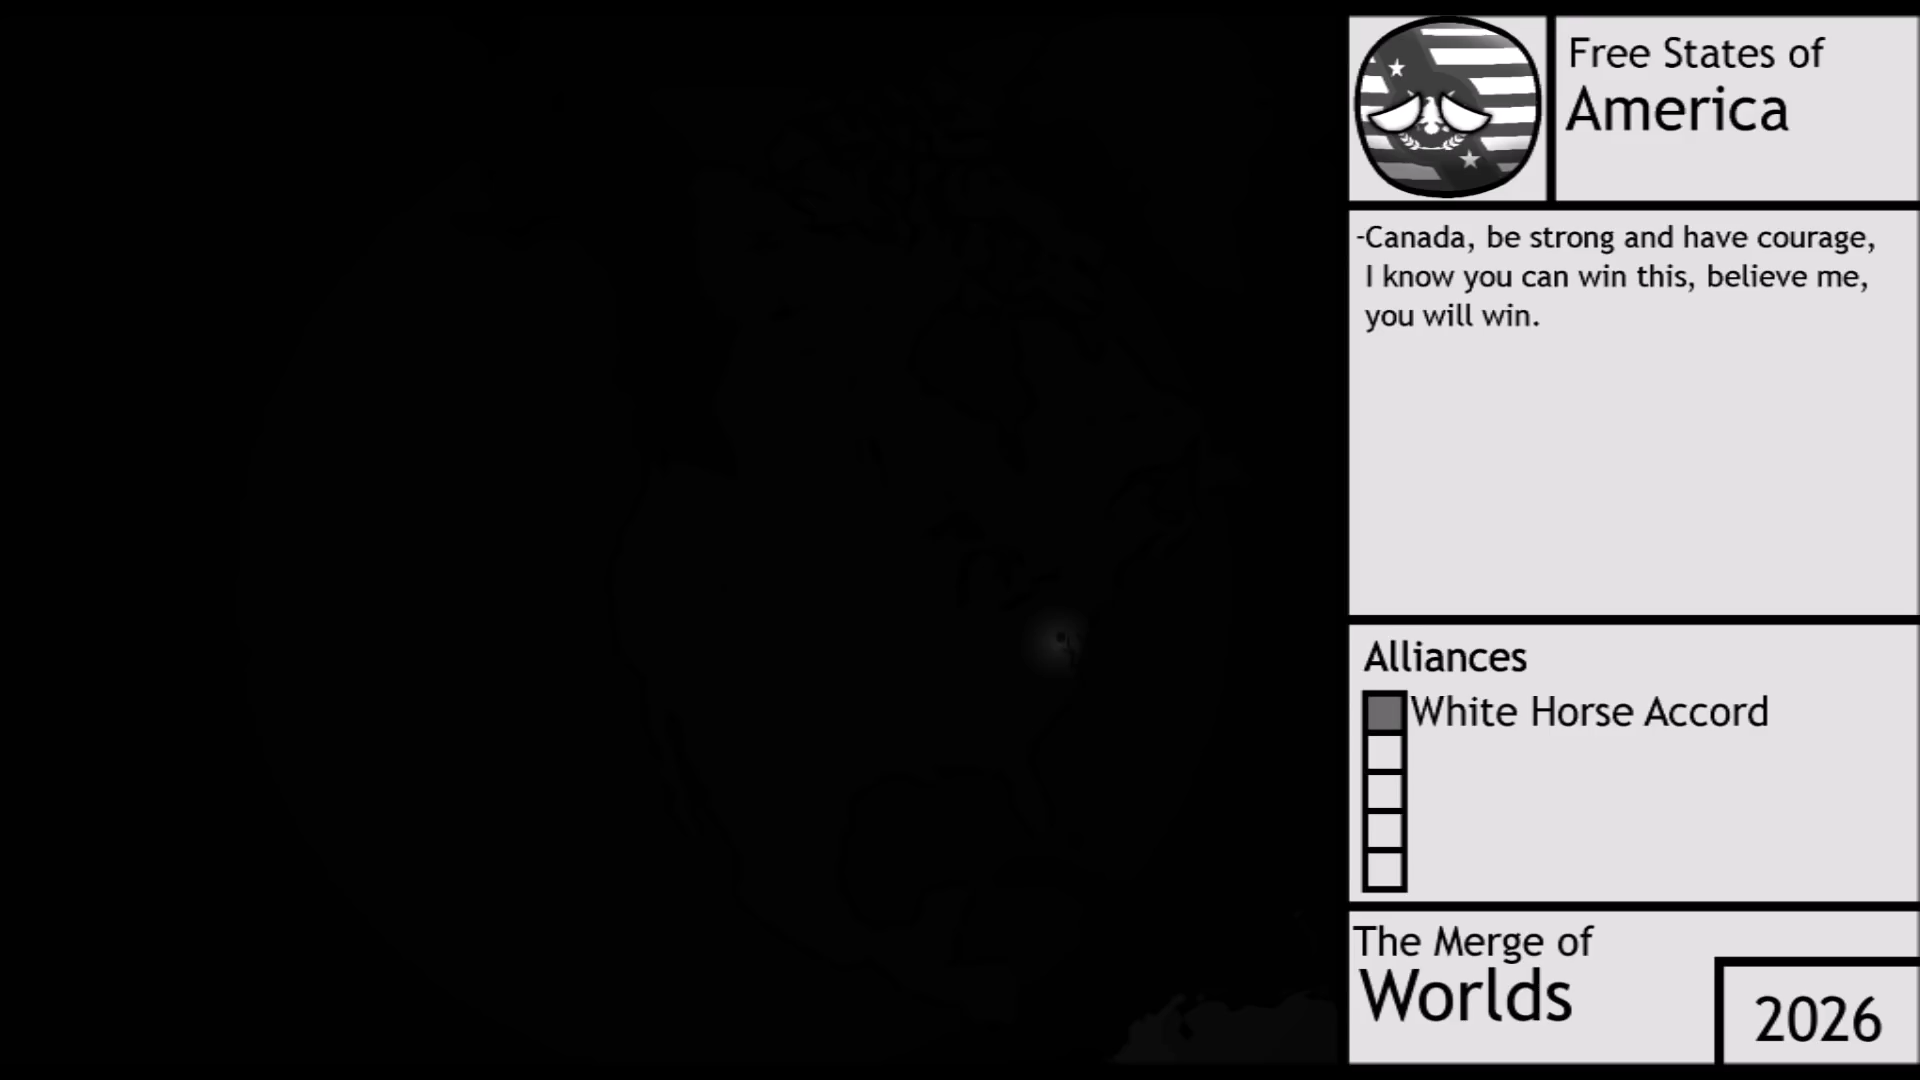 Free States of
America
-Canada, be strong and have courage,
I know you can win this, believe me,
you will win.
Alliances
White Horse Accord
The Merge of
Worlds
2026